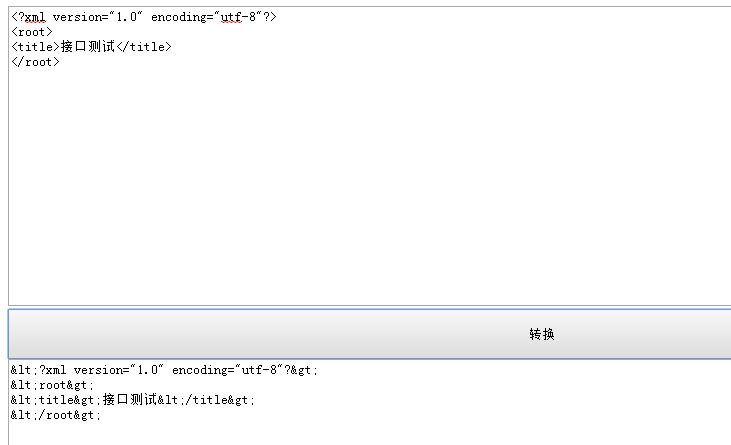 <?xml version="1.0" encoding="utf-8"?>
<root>
<title>接口测试</title>
</root>
转换
&lt;?xml version="1.0" encoding="utf-8"?&gt;
&lt;root&gt;
&lt;title&gt;接口测试&lt;/title&gt;
&lt;/root&gt;